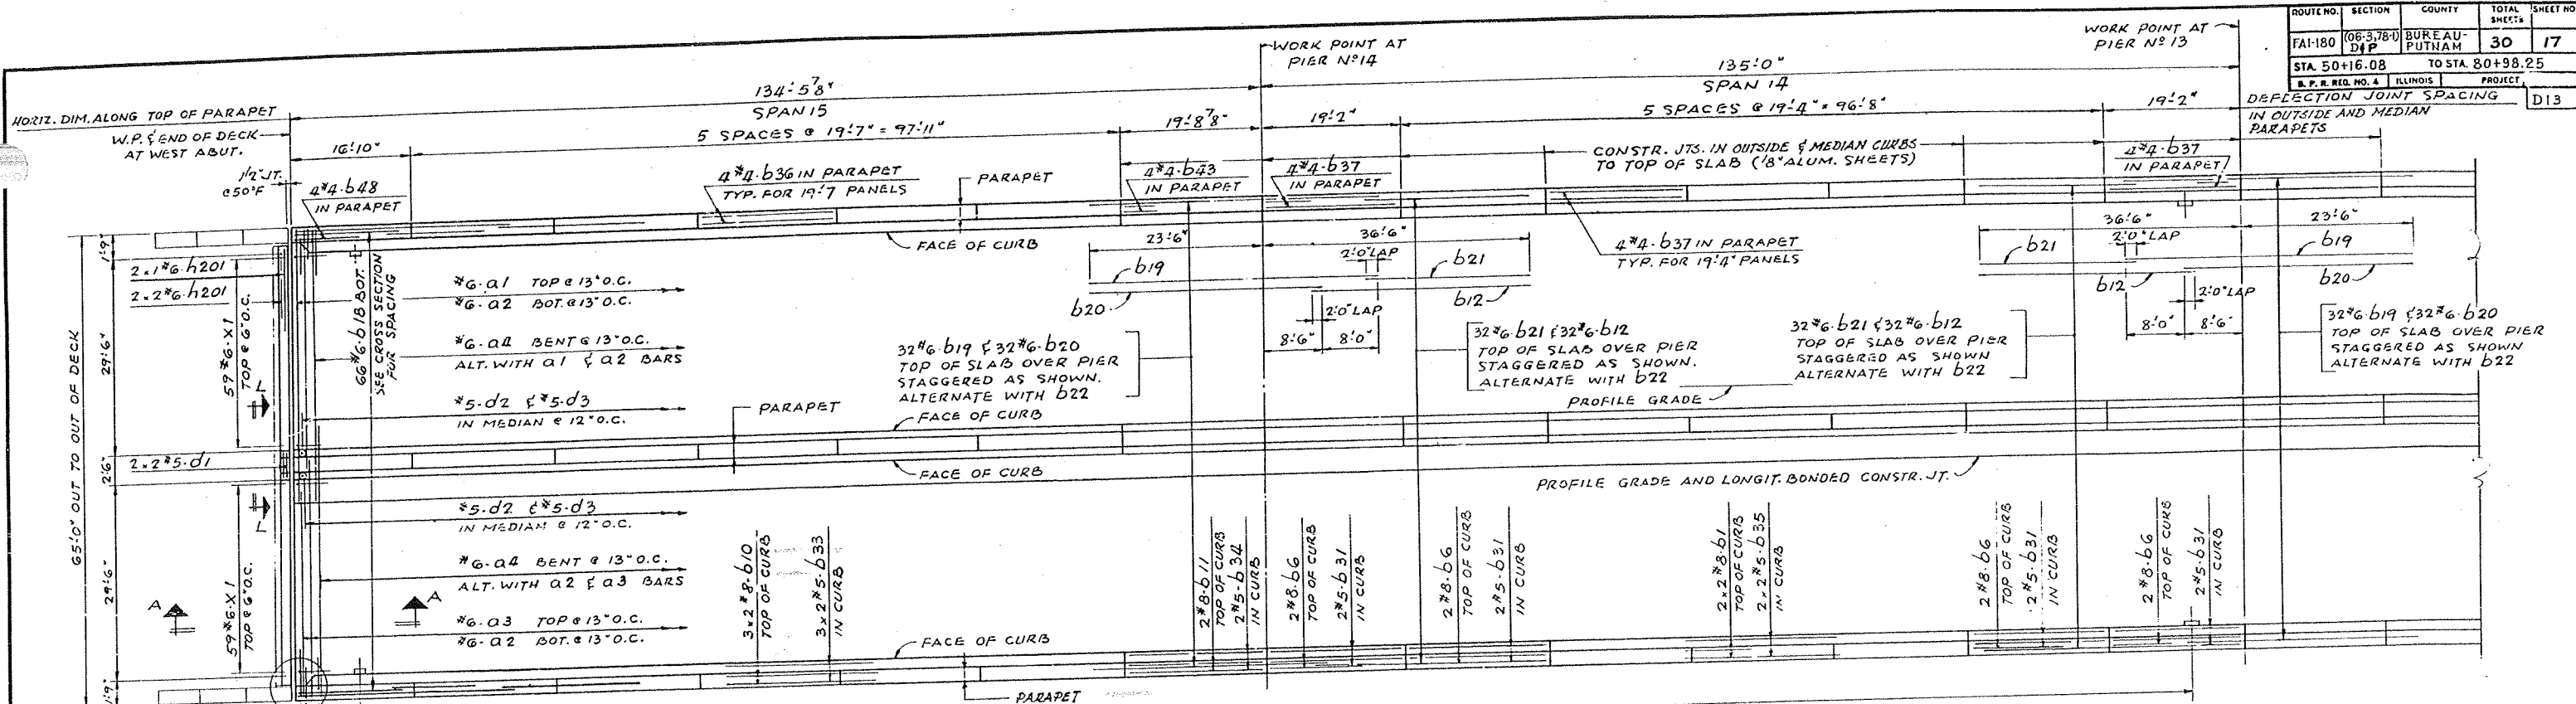 ROUTE NO. SECTION COUNTY TOTAL SHEETS SHEET NO.
FAI-180 (06-3,78-1) D&P BUREAU-PUTNAM 30 17
STA. 50+16.08 TO STA. 80+98.25
B.P.R. REG. NO. 4 ILLINOIS PROJECT
D13
WORK POINT AT
PIER Nº 14
WORK POINT AT
PIER Nº 13
134'-5 7/8"
SPAN 15
135'-0"
SPAN 14
HORIZ. DIM. ALONG TOP OF PARAPET
W.P. & END OF DECK
AT WEST ABUT.
16'-10"
5 SPACES @ 19'-7" = 97'-11"
19'-8 7/8"
19'-2"
5 SPACES @ 19'-4" = 96'-8"
19'-2"
DEFLECTION JOINT SPACING
IN OUTSIDE AND MEDIAN
PARAPETS
1 1/2" JT.
@ 50°F
4#4-b48
IN PARAPET
4#4-b36 IN PARAPET
TYP. FOR 19'-7" PANELS
PARAPET
4#4-b43
IN PARAPET
4#4-b37
IN PARAPET
CONSTR. JTS. IN OUTSIDE & MEDIAN CURBS
TO TOP OF SLAB (1/8" ALUM. SHEETS)
4#4-b37
IN PARAPET
FACE OF CURB
4#4-b37 IN PARAPET
TYP. FOR 19'-4" PANELS
23'-6"
36'-6"
2'-0" LAP
b19
b21
b20
b12
2'-0" LAP
8'-6"
8'-0"
36'-6"
23'-6"
2'-0" LAP
b21
b19
b12
b20
2'-0" LAP
8'-0"
8'-6"
65'-0" OUT TO OUT OF DECK
1'-9"
29'-6"
2'-6"
29'-6"
1'-9"
2x1#6-h201
2x2#6-h201
59#6-X1
TOP @ 6" O.C.
66#6-b18 BOT.
SEE CROSS SECTION
FOR SPACING
#6-a1 TOP @ 13" O.C.
#6-a2 BOT. @ 13" O.C.
#6-a4 BENT @ 13" O.C.
ALT. WITH a1 & a2 BARS
#5-d2 & #5-d3
IN MEDIAN @ 12" O.C.
32#6-b19 & 32#6-b20
TOP OF SLAB OVER PIER
STAGGERED AS SHOWN.
ALTERNATE WITH b22
32#6-b21 & 32#6-b12
TOP OF SLAB OVER PIER
STAGGERED AS SHOWN.
ALTERNATE WITH b22
32#6-b21 & 32#6-b12
TOP OF SLAB OVER PIER
STAGGERED AS SHOWN
ALTERNATE WITH b22
32#6-b19 & 32#6-b20
TOP OF SLAB OVER PIER
STAGGERED AS SHOWN
ALTERNATE WITH b22
L
PARAPET
FACE OF CURB
PROFILE GRADE
2x2#5-d1
FACE OF CURB
PROFILE GRADE AND LONGIT. BONDED CONSTR. JT.
L
59#6-X1
TOP @ 6" O.C.
#5-d2 & #5-d3
IN MEDIAN @ 12" O.C.
#6-a4 BENT @ 13" O.C.
ALT. WITH a2 & a3 BARS
#6-a3 TOP @ 13" O.C.
#6-a2 BOT. @ 13" O.C.
A
A
3x2#8-b10
TOP OF CURB
3x2#5-b33
IN CURB
2#8-b11
TOP OF CURB
2#5-b34
IN CURB
2#8-b6
TOP OF CURB
2#5-b31
IN CURB
2#8-b6
TOP OF CURB
2#5-b31
IN CURB
2x2#8-b1
TOP OF CURB
2x2#5-b35
IN CURB
2#8-b6
TOP OF CURB
2#5-b31
IN CURB
2#8-b6
TOP OF CURB
2#5-b31
IN CURB
FACE OF CURB
PARAPET